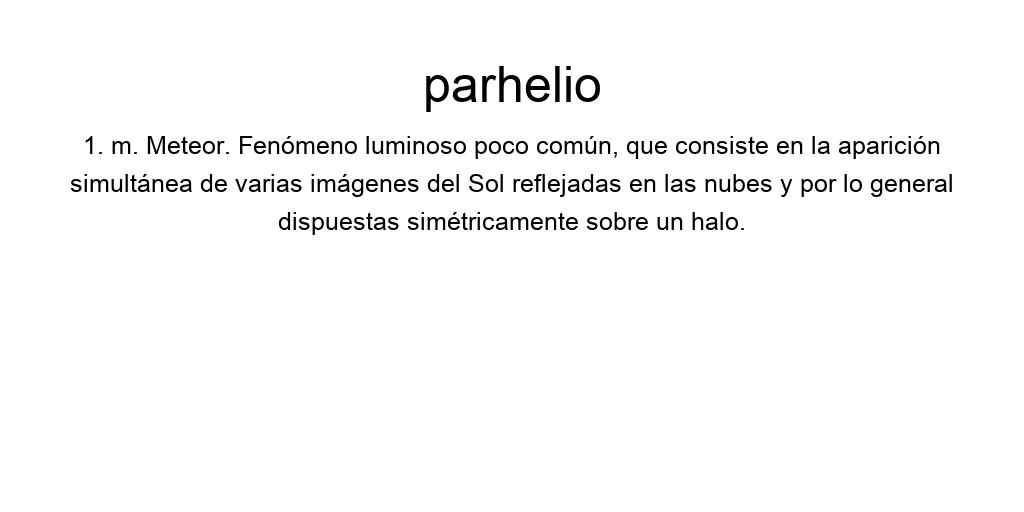 parhelio
1. m. Meteor. Fenómeno luminoso poco común, que consiste en la aparición
simultánea de varias imágenes del Sol reflejadas en las nubes y por lo general
dispuestas simétricamente sobre un halo.